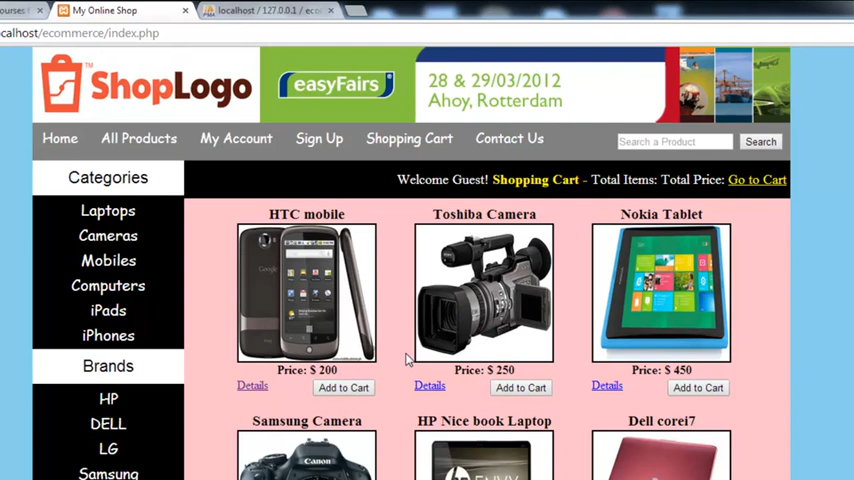 My Online Shop
localhost / 127.0.0.1 / eco
calhost/ecommerce/index.php
ShopLogo
TM
easyFairs
28 & 29/03/2012
Ahoy, Rotterdam
Home All Products My Account Sign Up Shopping Cart Contact Us Search a Product Search
Categories
Welcome Guest! Shopping Cart - Total Items: Total Price: Go to Cart
Laptops
Cameras
Mobiles
Computers
iPads
iPhones
Brands
HP
DELL
LG
Samsung
HTC mobile Toshiba Camera Nokia Tablet
Google
Price: $ 200 Price: $ 250 Price: $ 450
Details Add to Cart Details Add to Cart Details Add to Cart
Samsung Camera HP Nice book Laptop Dell corei7
Canon
ENVY